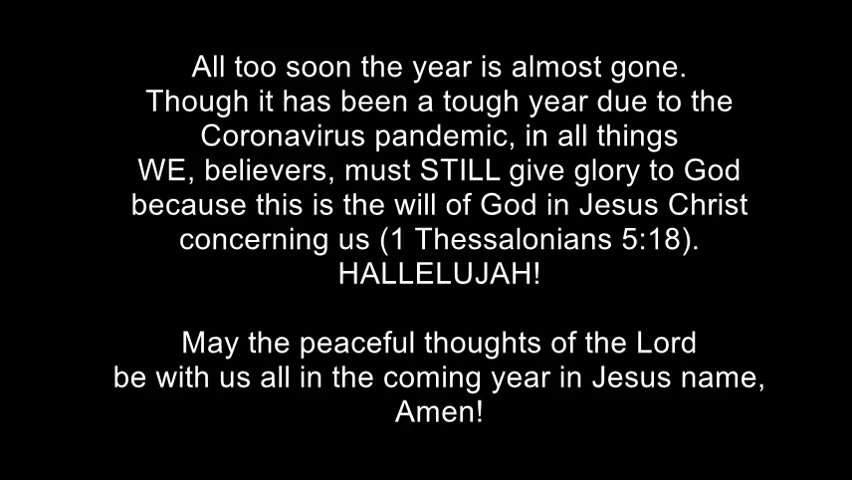 All too soon the year is almost gone.
Though it has been a tough year due to the
Coronavirus pandemic, in all things
WE, believers, must STILL give glory to God
because this is the will of God in Jesus Christ
concerning us (1 Thessalonians 5:18).
HALLELUJAH!
May the peaceful thoughts of the Lord
be with us all in the coming year in Jesus name,
Amen!